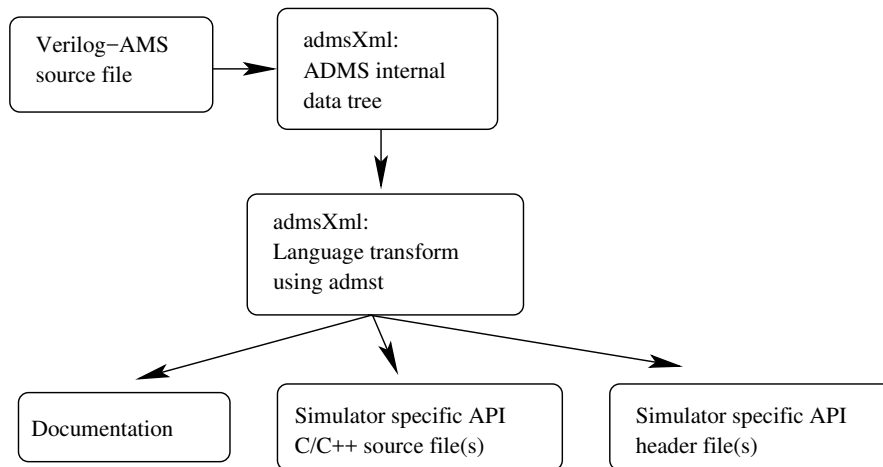 Verilog−AMS
source file
admsXml:
ADMS internal
data tree
admsXml:
Language transform
using admst
Documentation
Simulator specific API
C/C++ source file(s)
Simulator specific API
header file(s)